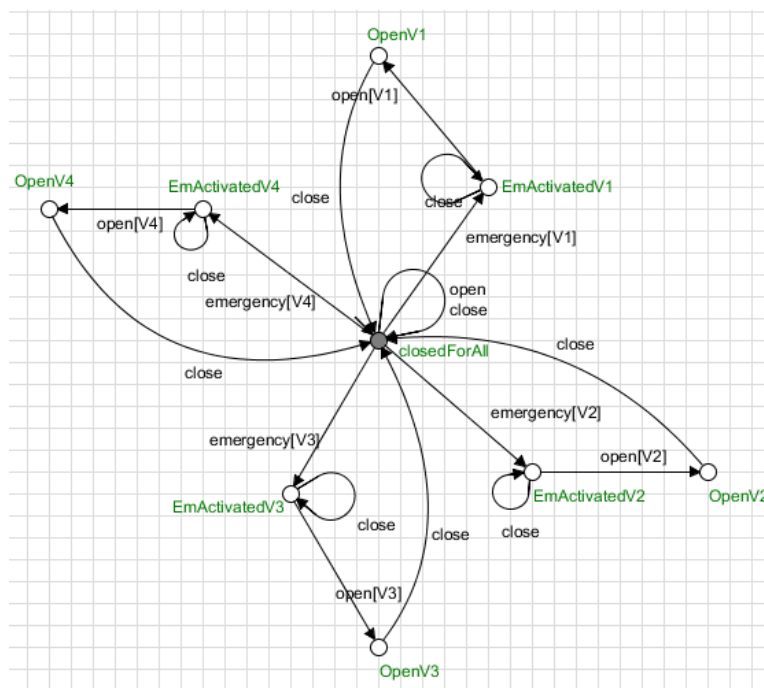 OpenV1
open[V1]
OpenV4
EmActivatedV4
EmActivatedV1
close
close
open[V4]
emergency[V1]
close
open
emergency[V4]
close
closedForAll
close
close
emergency[V2]
emergency[V3]
open[V2]
EmActivatedV3
EmActivatedV2
OpenV2
close
close
close
open[V3]
OpenV3